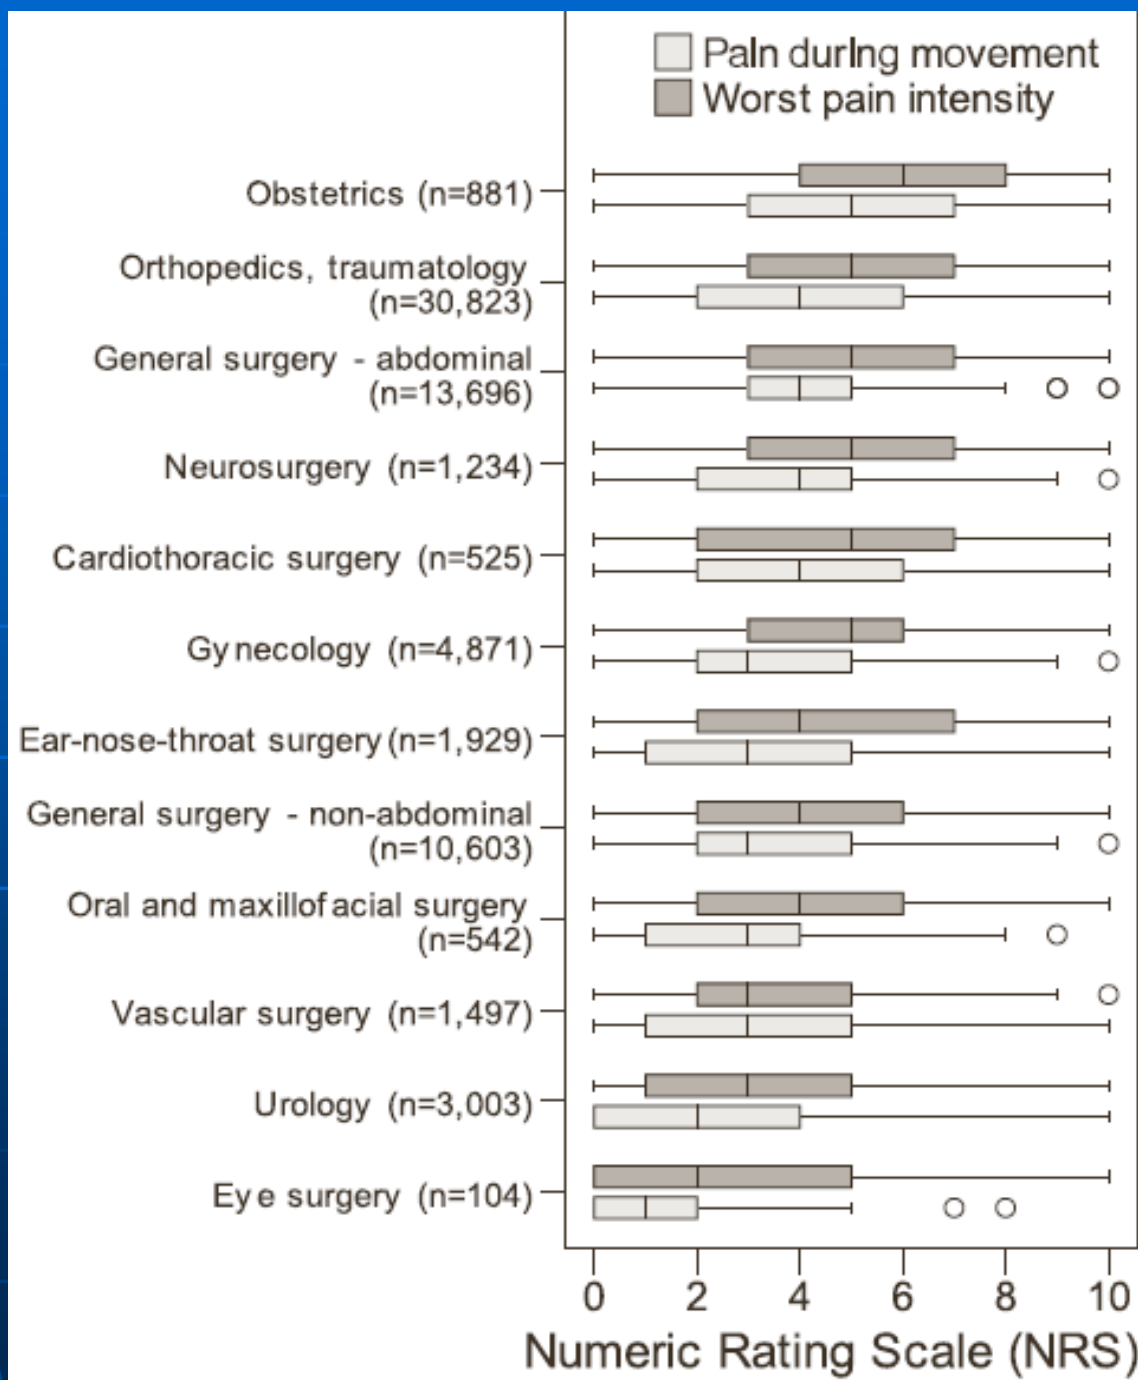 Pain during movement
Worst pain intensity
Obstetrics (n=881)
Orthopedics, traumatology
(n=30,823)
General surgery - abdominal
(n=13,696)
Neurosurgery (n=1,234)
Cardiothoracic surgery (n=525)
Gynecology (n=4,871)
Ear-nose-throat surgery (n=1,929)
General surgery - non-abdominal
(n=10,603)
Oral and maxillofacial surgery
(n=542)
Vascular surgery (n=1,497)
Urology (n=3,003)
Eye surgery (n=104)
0 2 4 6 8 10
Numeric Rating Scale (NRS)